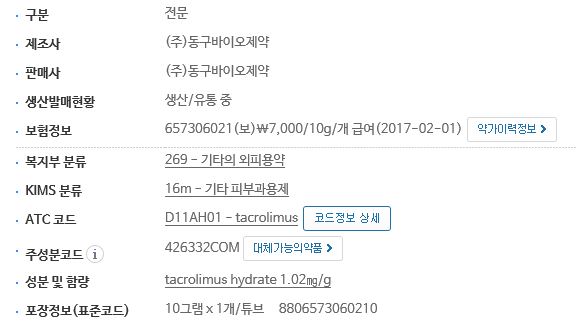 구분 전문
제조사 (주)동구바이오제약
판매사 (주)동구바이오제약
생산발매현황 생산/유통 중
보험정보 657306021(보)₩7,000/10g/개 급여(2017-02-01) 약가이력정보
복지부 분류 269 - 기타의 외피용약
KIMS 분류 16m - 기타 피부과용제
ATC 코드 D11AH01 - tacrolimus 코드정보 상세
주성분코드 i 426332COM 대체가능의약품
성분 및 함량 tacrolimus hydrate 1.02㎎/g
포장정보(표준코드) 10그램 x 1개/튜브 8806573060210